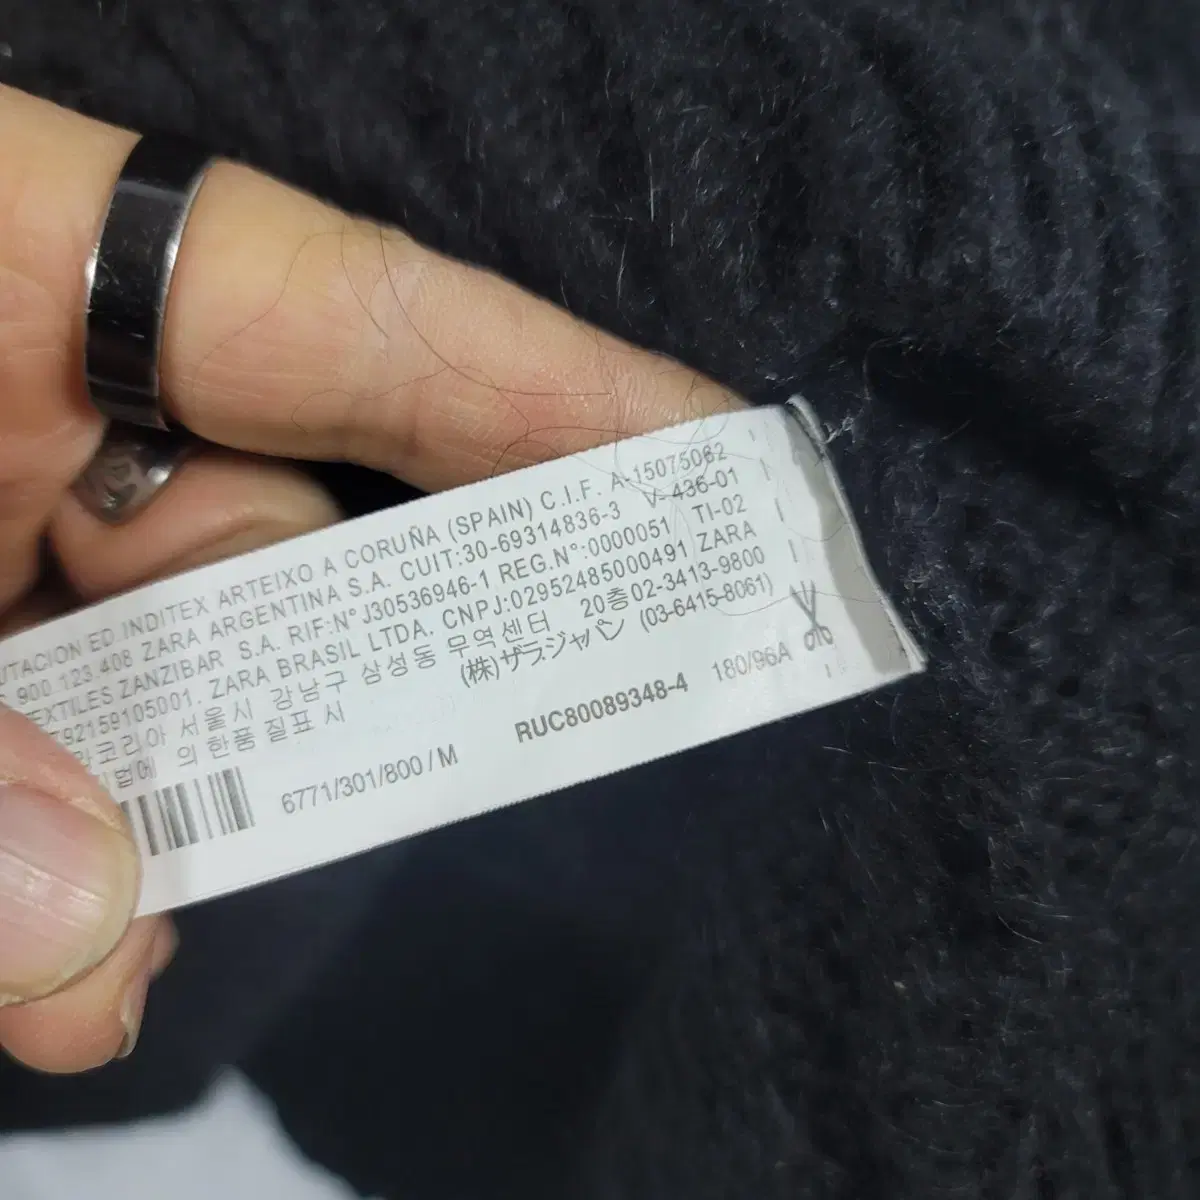 UTACION ED.INDITEX ARTEIXO A CORUÑA (SPAIN) C.I.F. A-15075062
900.123.408 ZARA ARGENTINA S.A. CUIT:30-69314836-3 V-436-01
EXTILES ZANZIBAR S.A. RIF:N° J30536946-1 REG.N°:0000051 TI-02
92159105001. ZARA BRASIL LTDA. CNPJ:02952485000491 ZARA
코리아 서울시 강남구 삼성동 무역센터 20층 02-3413-9800
법에 의한품 질표 시 (株)ザラ・ジャパン (03-6415-8061)
6771/301/800 / M RUC80089348-4 180/96A